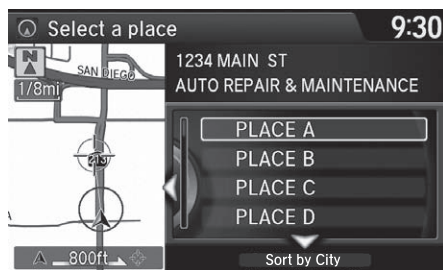 Select a place
9:30
N
SAN DIEGO
1/8mi
1234 MAIN ST
AUTO REPAIR & MAINTENANCE
PLACE A
PLACE B
PLACE C
PLACE D
800ft
Sort by City